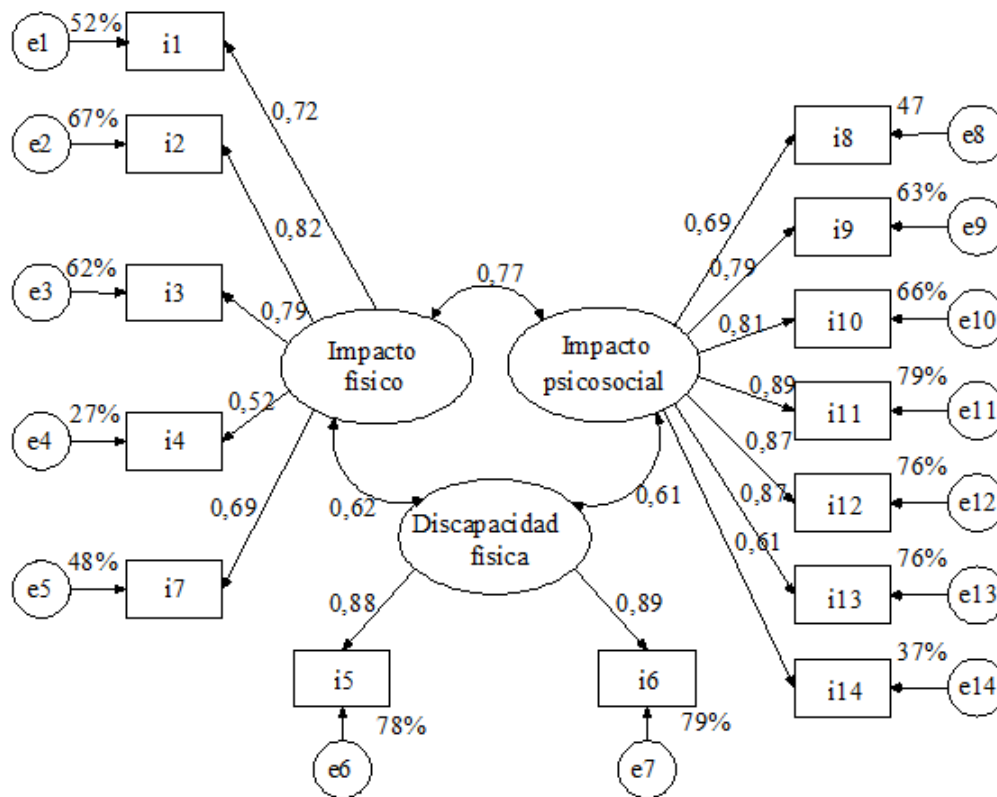 e1
52%
i1
0,72
e2
67%
i2
0,82
e3
62%
i3
0,79
e4
27%
i4
0,52
e5
48%
i7
0,69
Impacto
fisico
0,77
Impacto
psicosocial
0,62
Discapacidad
fisica
0,61
0,88
0,89
i5
78%
e6
i6
79%
e7
0,69
i8
47
e8
0,79
i9
63%
e9
0,81
i10
66%
e10
0,89
i11
79%
e11
0,87
i12
76%
e12
0,87
i13
76%
e13
0,61
i14
37%
e14